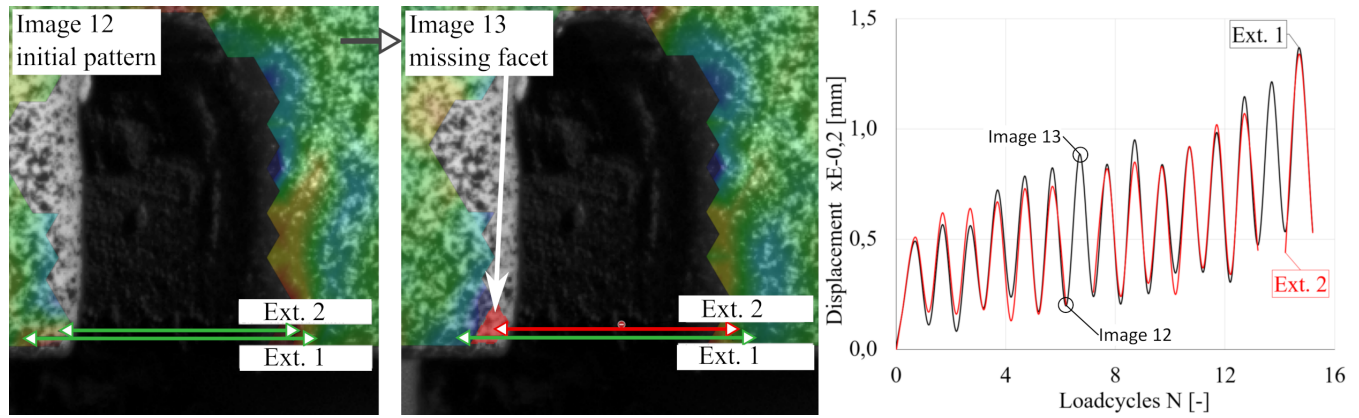 Image 12
initial pattern
Ext. 2
Ext. 1
Image 13
missing facet
Ext. 2
Ext. 1
Displacement xE-0,2 [mm]
1,5
1,0
0,5
0,0
0
4
8
12
16
Loadcycles N [-]
Image 13
Image 12
Ext. 1
Ext. 2